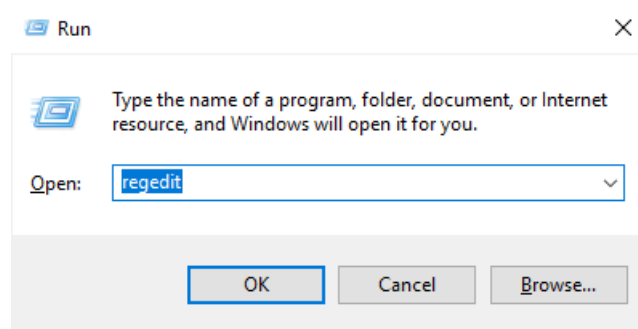 Run
Type the name of a program, folder, document, or Internet
resource, and Windows will open it for you.
Open: regedit
OK Cancel Browse...